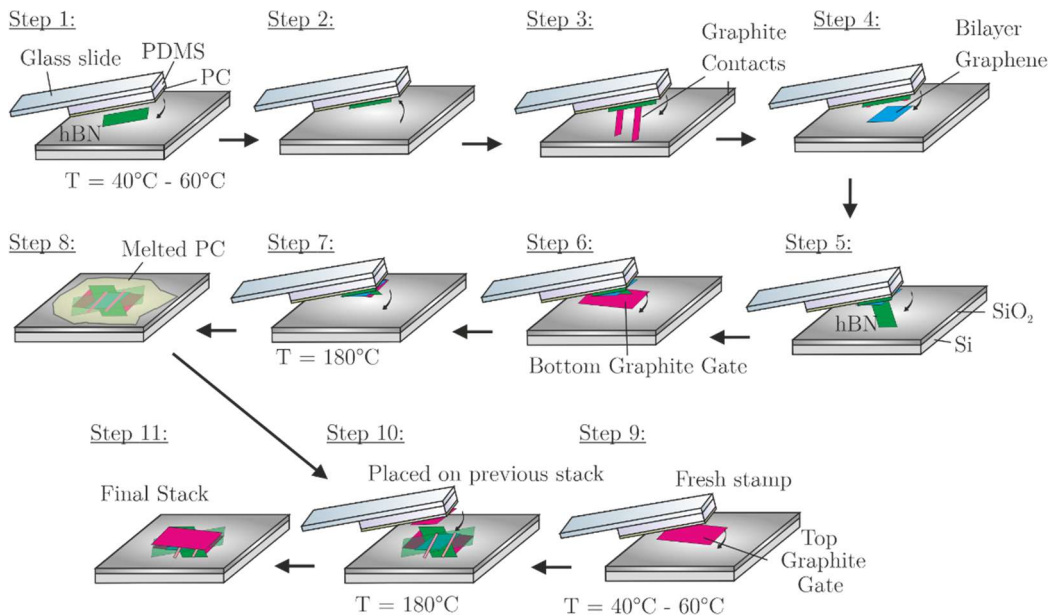 Step 1:
Glass slide
PDMS
PC
hBN
T = 40°C - 60°C
Step 2:
Step 3:
Graphite
Contacts
Step 4:
Bilayer
Graphene
Step 8:
Melted PC
Step 7:
T = 180°C
Step 6:
Bottom Graphite Gate
Step 5:
hBN
SiO₂
Si
Step 11:
Final Stack
Step 10:
Placed on previous stack
T = 180°C
Step 9:
Fresh stamp
Top
Graphite
Gate
T = 40°C - 60°C